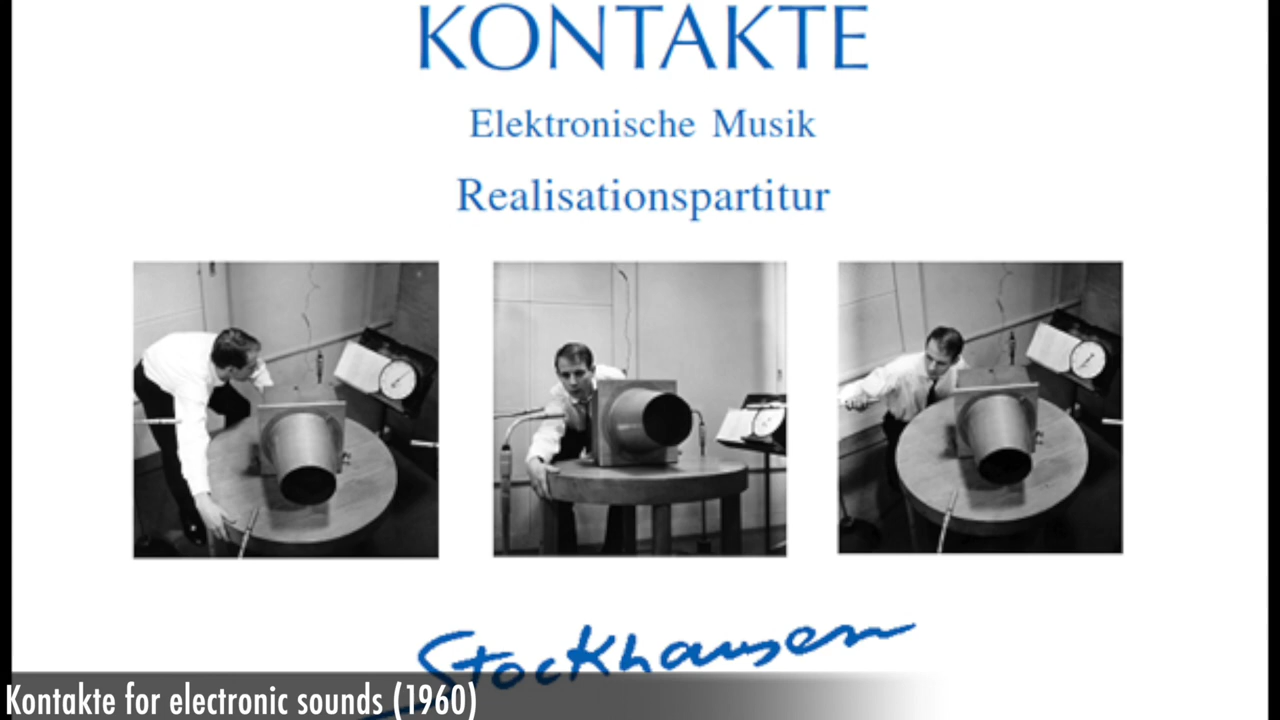 KONTAKTE
Elektronische Musik
Realisationspartitur
Stockhausen
Kontakte for electronic sounds (1960)